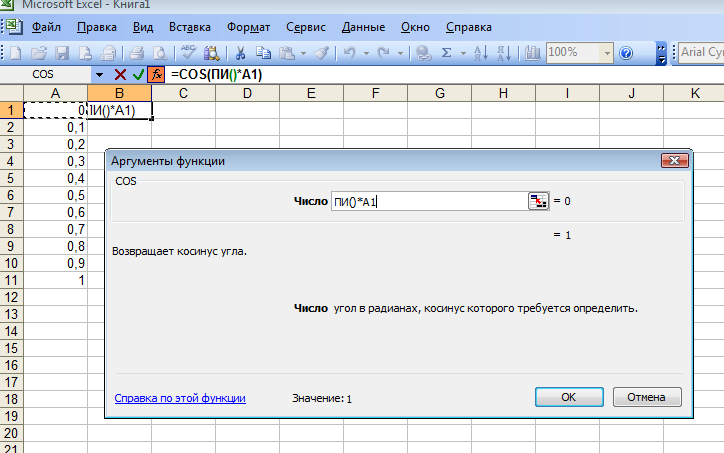 Microsoft Excel - Книга1
Файл Правка Вид Вставка Формат Сервис Данные Окно Справка
100% Arial Cy
COS =COS(ПИ()*A1)
A B C D E F G H I J K
1 0 ПИ()*A1)
2 0,1
3 0,2
4 0,3
5 0,4
6 0,5
7 0,6
8 0,7
9 0,8
10 0,9
11 1
12
13
14
15
16
17
18
19
20
21
Аргументы функции
COS
Число ПИ()*A1 = 0
= 1
Возвращает косинус угла.
Число угол в радианах, косинус которого требуется определить.
Справка по этой функции Значение: 1 OK Отмена